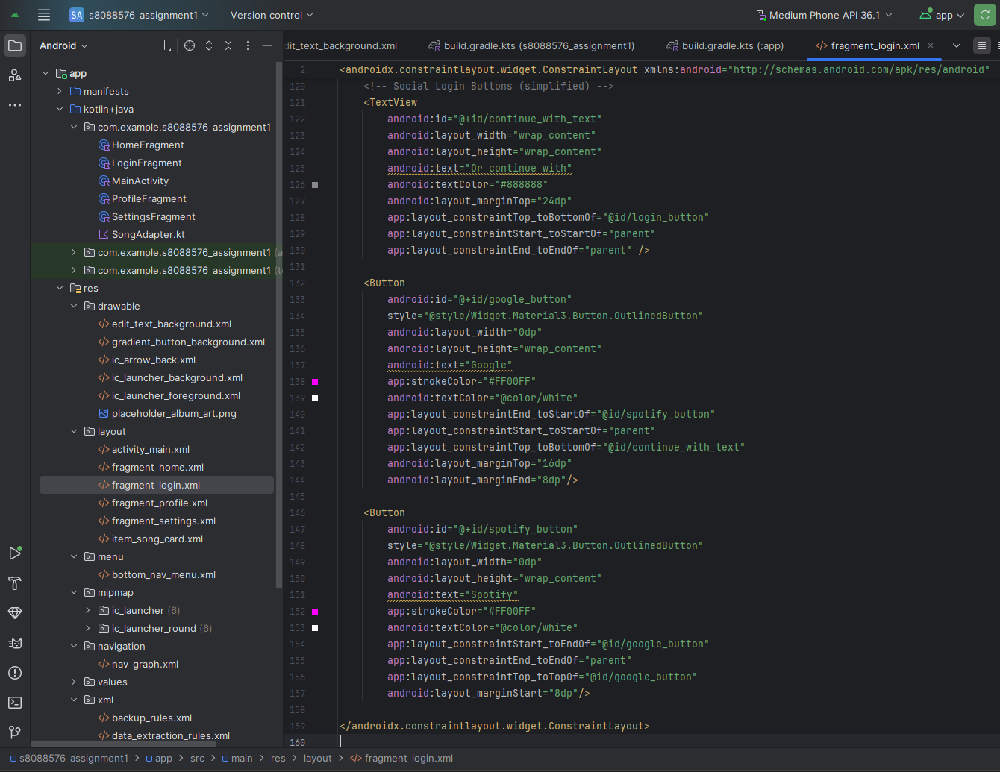 SA s8088576_assignment1 Version control Medium Phone API 36.1 app
Android
dit_text_background.xml build.gradle.kts (s8088576_assignment1) build.gradle.kts (:app) fragment_login.xml
app
manifests
kotlin+java
com.example.s8088576_assignment1
HomeFragment
LoginFragment
MainActivity
ProfileFragment
SettingsFragment
SongAdapter.kt
com.example.s8088576_assignment1 (a
com.example.s8088576_assignment1 (t
res
drawable
edit_text_background.xml
gradient_button_background.xml
ic_arrow_back.xml
ic_launcher_background.xml
ic_launcher_foreground.xml
placeholder_album_art.png
layout
activity_main.xml
fragment_home.xml
fragment_login.xml
fragment_profile.xml
fragment_settings.xml
item_song_card.xml
menu
bottom_nav_menu.xml
mipmap
ic_launcher (6)
ic_launcher_round (6)
navigation
nav_graph.xml
values
xml
backup_rules.xml
data_extraction_rules.xml
2 <androidx.constraintlayout.widget.ConstraintLayout xmlns:android="http://schemas.android.com/apk/res/android"
120 <!-- Social Login Buttons (simplified) -->
121 <TextView
122 android:id="@+id/continue_with_text"
123 android:layout_width="wrap_content"
124 android:layout_height="wrap_content"
125 android:text="Or continue with"
126 android:textColor="#888888"
127 android:layout_marginTop="24dp"
128 app:layout_constraintTop_toBottomOf="@id/login_button"
129 app:layout_constraintStart_toStartOf="parent"
130 app:layout_constraintEnd_toEndOf="parent" />
131
132 <Button
133 android:id="@+id/google_button"
134 style="@style/Widget.Material3.Button.OutlinedButton"
135 android:layout_width="0dp"
136 android:layout_height="wrap_content"
137 android:text="Google"
138 app:strokeColor="#FF00FF"
139 android:textColor="@color/white"
140 app:layout_constraintEnd_toStartOf="@id/spotify_button"
141 app:layout_constraintStart_toStartOf="parent"
142 app:layout_constraintTop_toBottomOf="@id/continue_with_text"
143 android:layout_marginTop="16dp"
144 android:layout_marginEnd="8dp"/>
145
146 <Button
147 android:id="@+id/spotify_button"
148 style="@style/Widget.Material3.Button.OutlinedButton"
149 android:layout_width="0dp"
150 android:layout_height="wrap_content"
151 android:text="Spotify"
152 app:strokeColor="#FF00FF"
153 android:textColor="@color/white"
154 app:layout_constraintStart_toEndOf="@id/google_button"
155 app:layout_constraintEnd_toEndOf="parent"
156 app:layout_constraintTop_toTopOf="@id/google_button"
157 android:layout_marginStart="8dp"/>
158
159 </androidx.constraintlayout.widget.ConstraintLayout>
160
s8088576_assignment1 > app > src > main > res > layout > fragment_login.xml